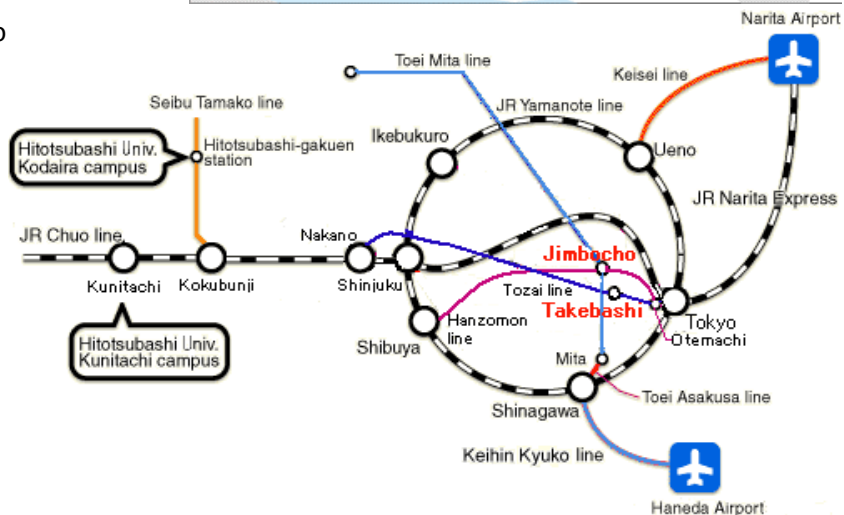 Narita Airport
Toei Mita line
Keisei line
Seibu Tamako line
JR Yamanote line
Ikebukuro
Hitotsubashi Univ.
Kodaira campus
Hitotsubashi-gakuen
station
Ueno
JR Narita Express
JR Chuo line
Nakano
Jimbocho
Kunitachi
Kokubunji
Shinjuku
Tozai line
Takebashi
Hanzomon
line
Tokyo
Otemachi
Hitotsubashi Univ.
Kunitachi campus
Shibuya
Mita
Shinagawa
Toei Asakusa line
Keihin Kyuko line
Haneda Airport